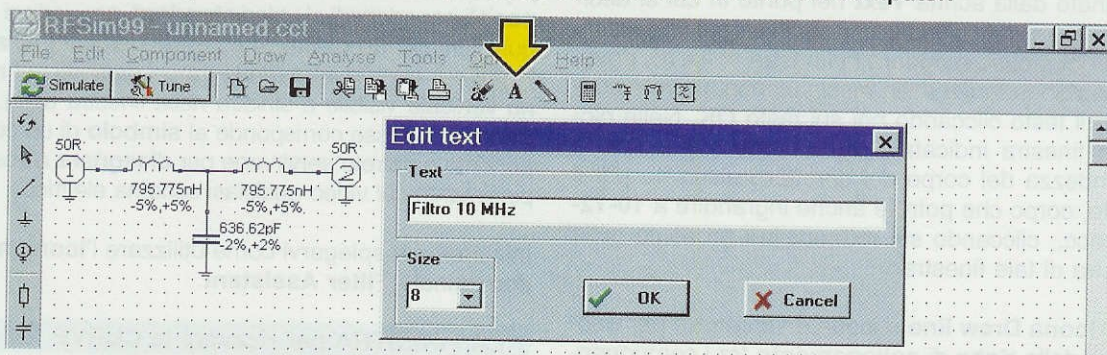 RFSim99 - unnamed.cct
File Edit Component Draw Analyse Tools Help
Simulate Tune A
50R 50R
1 2
795.775nH 795.775nH
-5%,+5% -5%,+5%
636.62pF
-2%,+2%
Edit text
Text
Filtro 10 MHz
Size
8 OK Cancel